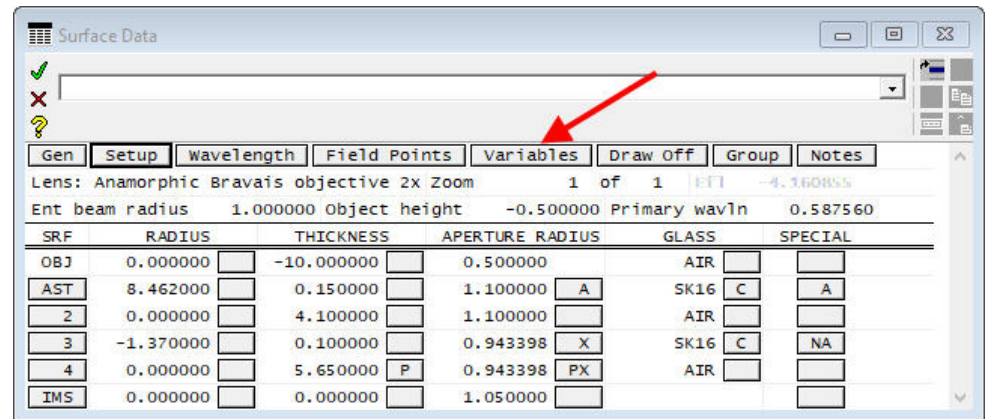 Surface Data
Gen Setup Wavelength Field Points Variables Draw Off Group Notes
Lens: Anamorphic Bravais objective 2x Zoom 1 of 1 Efl -4.160855
Ent beam radius 1.000000 Object height -0.500000 Primary wavln 0.587560
SRF RADIUS THICKNESS APERTURE RADIUS GLASS SPECIAL
OBJ 0.000000 -10.000000 0.500000 AIR
AST 8.462000 0.150000 1.100000 A SK16 C A
2 0.000000 4.100000 1.100000 AIR
3 -1.370000 0.100000 0.943398 X SK16 C NA
4 0.000000 5.650000 P 0.943398 PX AIR
IMS 0.000000 0.000000 1.050000